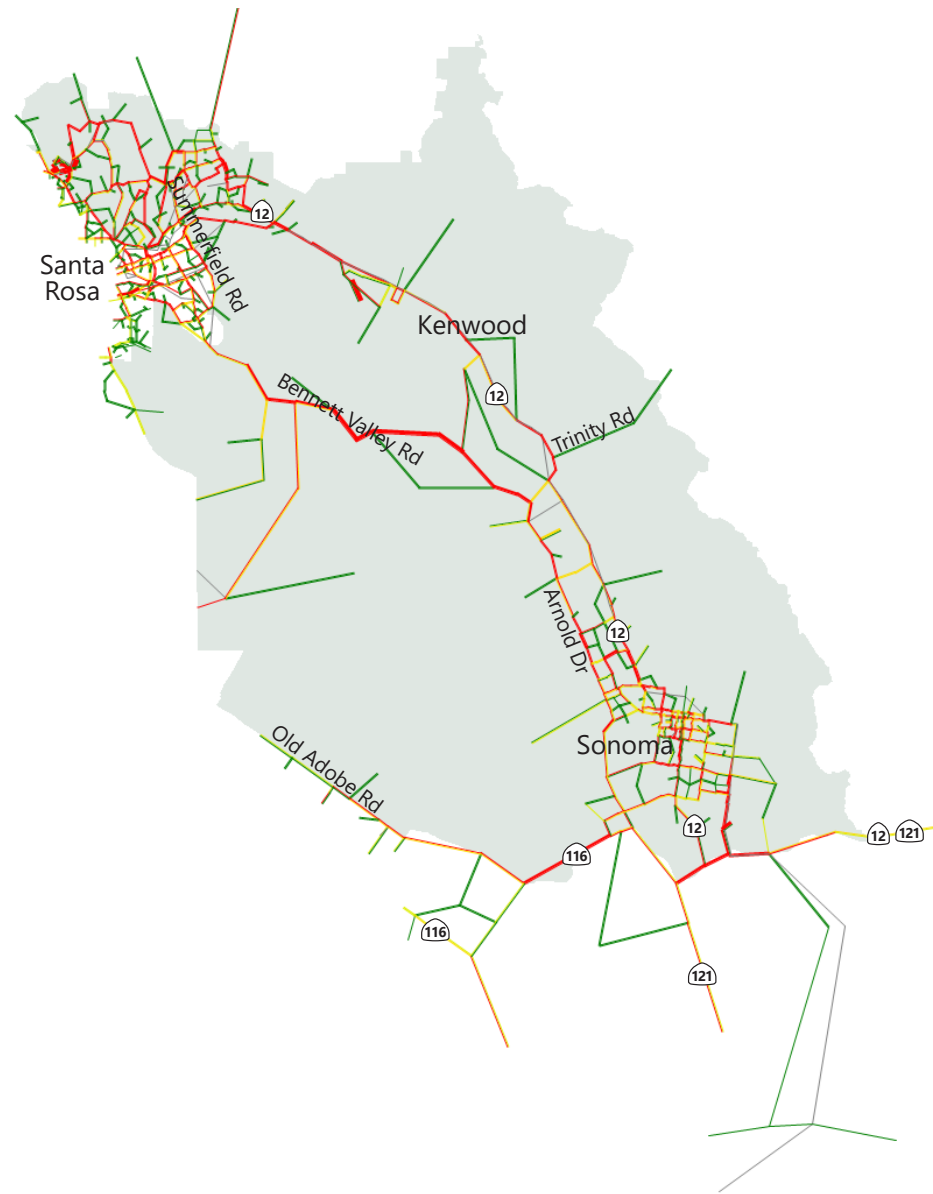 12
Summerfield Rd
Santa
Rosa
Kenwood
Bennett Valley Rd
12
Trinity Rd
Arnold Dr
12
Old Adobe Rd
Sonoma
12
12
121
116
116
121